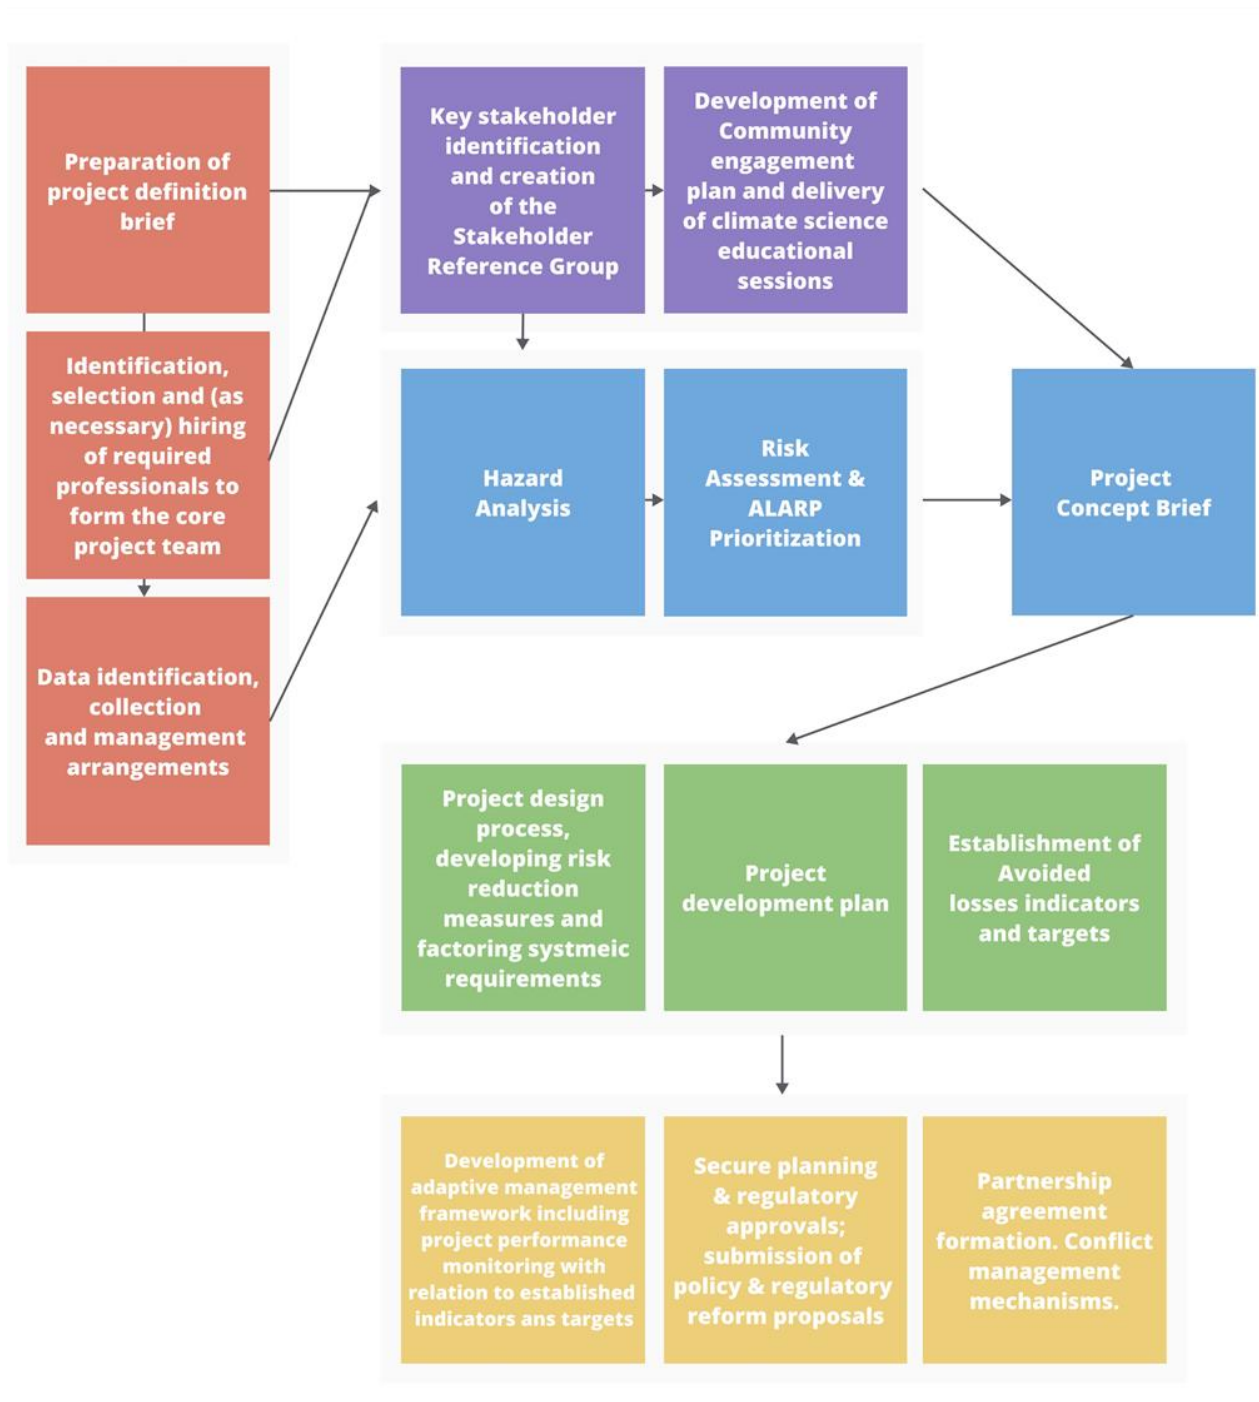 Preparation of
project definition
brief
Identification,
selection and (as
necessary) hiring
of required
professionals to
form the core
project team
Data identification,
collection
and management
arrangements
Key stakeholder
identification
and creation
of the
Stakeholder
Reference Group
Development of
Community
engagement
plan and delivery
of climate science
educational
sessions
Hazard
Analysis
Risk
Assessment &
ALARP
Prioritization
Project
Concept Brief
Project design
process,
developing risk
reduction
measures and
factoring systmeic
requirements
Project
development plan
Establishment of
Avoided
losses indicators
and targets
Development of
adaptive management
framework including
project performance
monitoring with
relation to established
indicators ans targets
Secure planning
& regulatory
approvals;
submission of
policy & regulatory
reform proposals
Partnership
agreement
formation. Conflict
management
mechanisms.